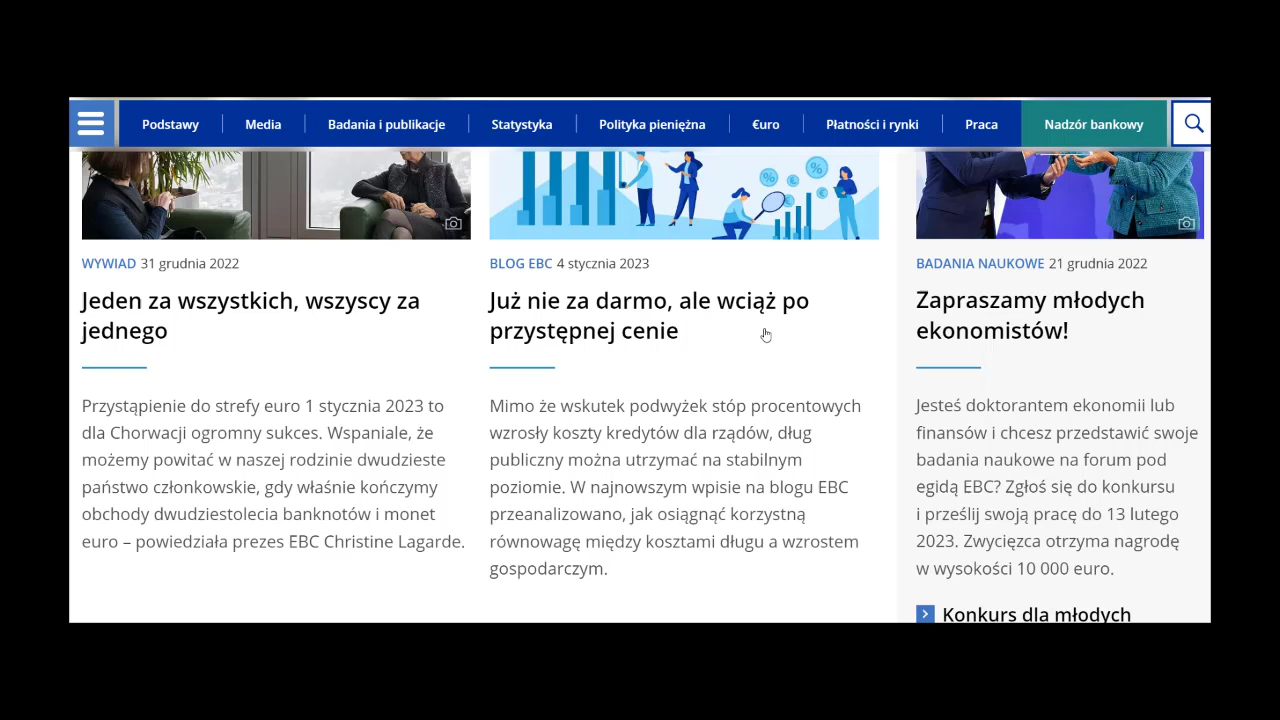 Podstawy
Media
Badania i publikacje
Statystyka
Polityka pieniężna
€uro
Płatności i rynki
Praca
Nadzór bankowy
WYWIAD 31 grudnia 2022
Jeden za wszystkich, wszyscy za
jednego
Przystąpienie do strefy euro 1 stycznia 2023 to
dla Chorwacji ogromny sukces. Wspaniale, że
możemy powitać w naszej rodzinie dwudzieste
państwo członkowskie, gdy właśnie kończymy
obchody dwudziestolecia banknotów i monet
euro – powiedziała prezes EBC Christine Lagarde.
BLOG EBC 4 stycznia 2023
Już nie za darmo, ale wciąż po
przystępnej cenie
Mimo że wskutek podwyżek stóp procentowych
wzrosły koszty kredytów dla rządów, dług
publiczny można utrzymać na stabilnym
poziomie. W najnowszym wpisie na blogu EBC
przeanalizowano, jak osiągnąć korzystną
równowagę między kosztami długu a wzrostem
gospodarczym.
BADANIA NAUKOWE 21 grudnia 2022
Zapraszamy młodych
ekonomistów!
Jesteś doktorantem ekonomii lub
finansów i chcesz przedstawić swoje
badania naukowe na forum pod
egidą EBC? Zgłoś się do konkursu
i prześlij swoją pracę do 13 lutego
2023. Zwycięzca otrzyma nagrodę
w wysokości 10 000 euro.
Konkurs dla młodych